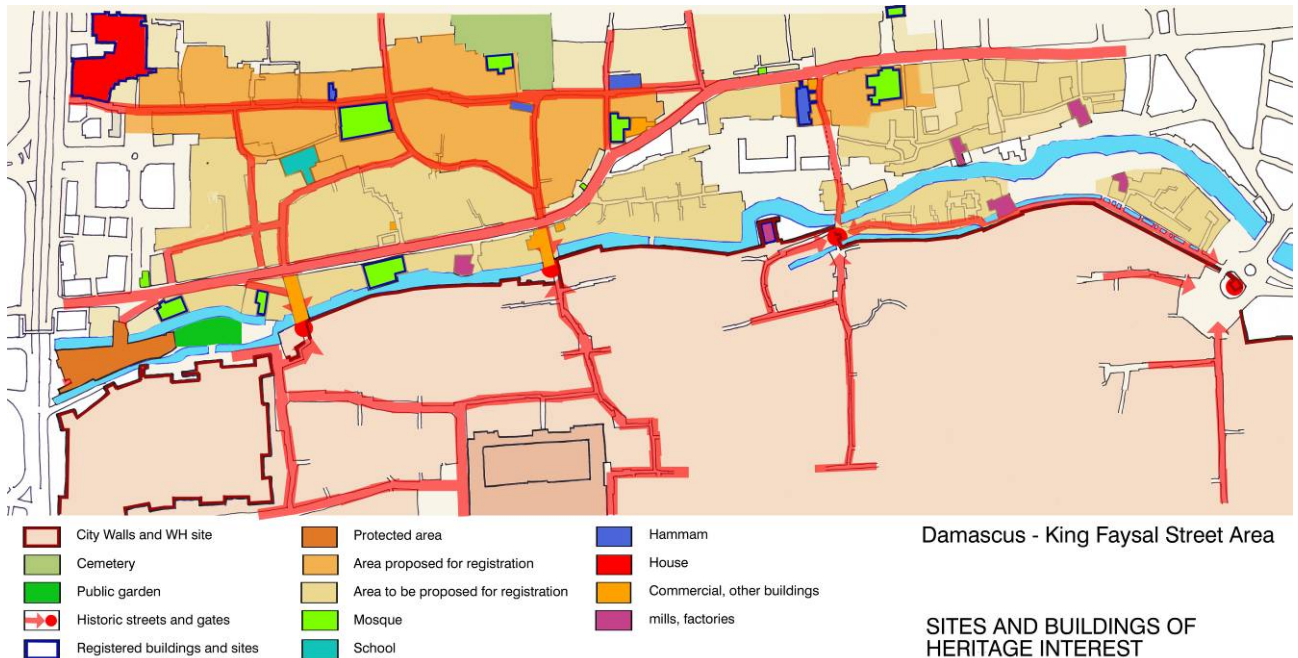 City Walls and WH site
Cemetery
Public garden
Historic streets and gates
Registered buildings and sites
Protected area
Area proposed for registration
Area to be proposed for registration
Mosque
School
Hammam
House
Commercial, other buildings
mills, factories
Damascus - King Faysal Street Area
SITES AND BUILDINGS OF
HERITAGE INTEREST